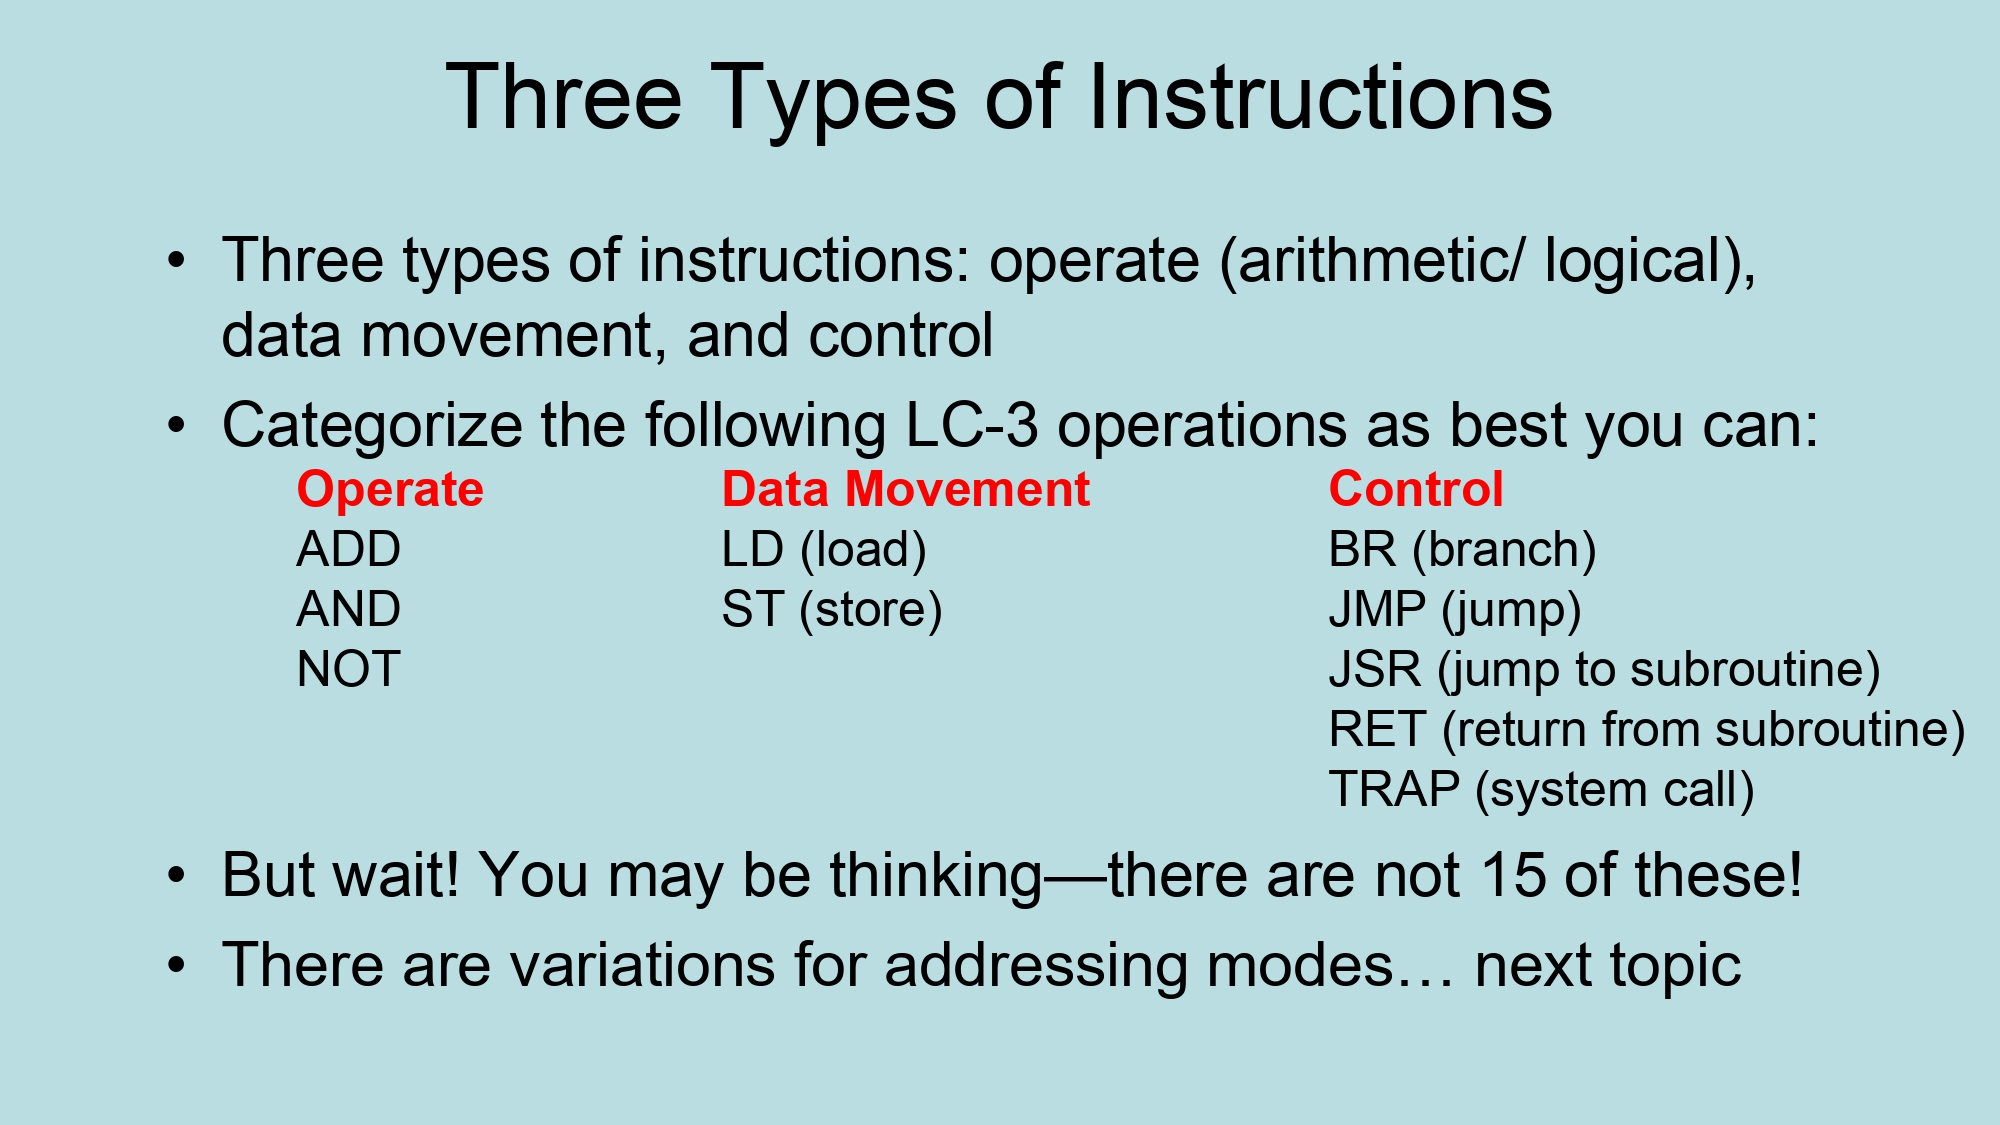 Three Types of Instructions
• Three types of instructions: operate (arithmetic/ logical),
data movement, and control
• Categorize the following LC-3 operations as best you can:
Operate Data Movement Control
ADD LD (load) BR (branch)
AND ST (store) JMP (jump)
NOT JSR (jump to subroutine)
RET (return from subroutine)
TRAP (system call)
• But wait! You may be thinking—there are not 15 of these!
• There are variations for addressing modes… next topic